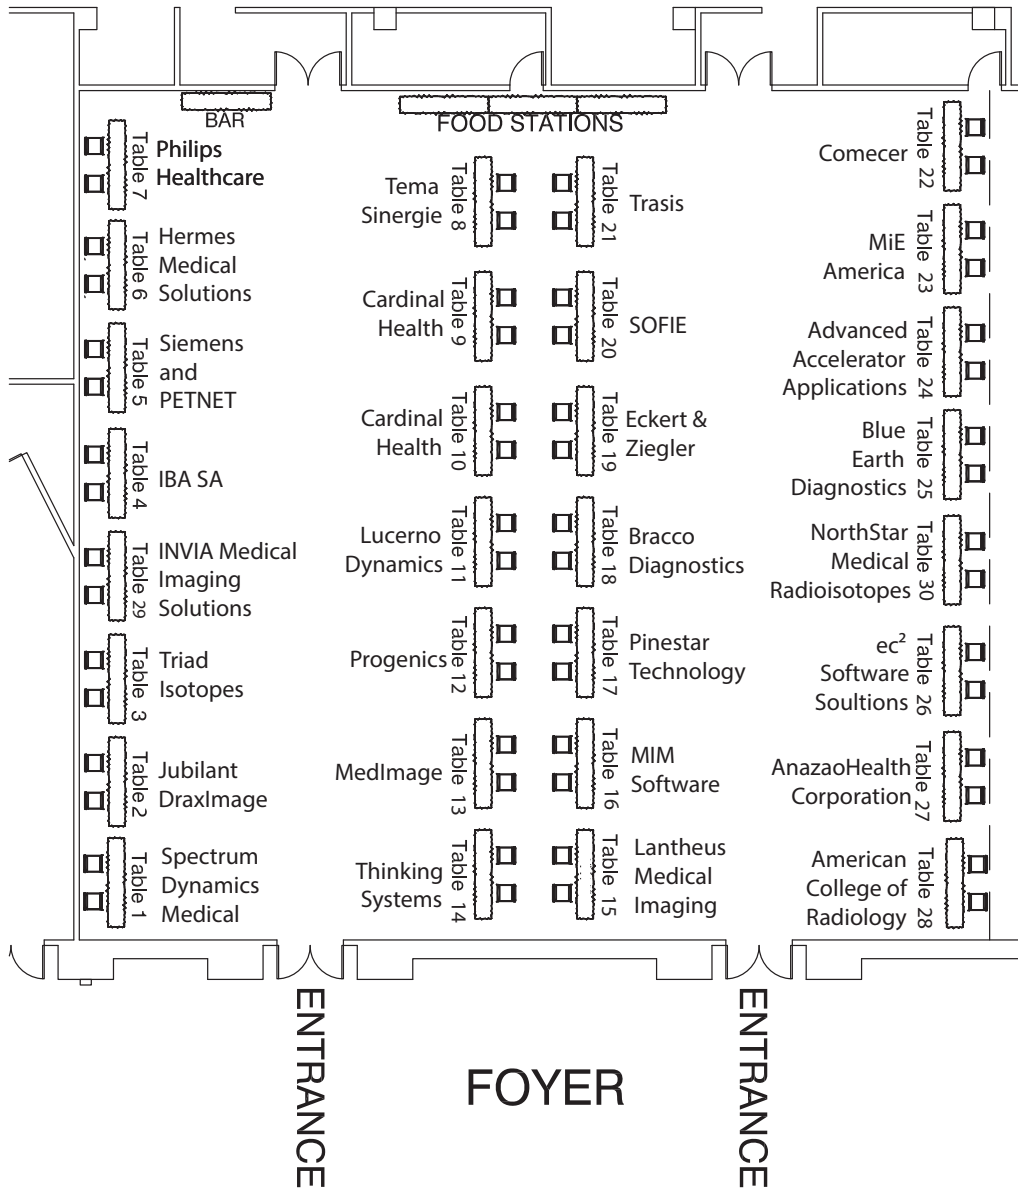 BAR
FOOD STATIONS
Table 7
Philips
Healthcare
Table 6
Hermes
Medical
Solutions
Table 5
Siemens
and
PETNET
Table 4
IBA SA
Table 29
INVIA Medical
Imaging
Solutions
Table 3
Triad
Isotopes
Table 2
Jubilant
DraxImage
Table 1
Spectrum
Dynamics
Medical
Tema
Sinergie
Table 8
Cardinal
Health
Table 9
Cardinal
Health
Table 10
Lucerno
Dynamics
Table 11
Progenics
Table 12
MedImage
Table 13
Thinking
Systems
Table 14
Table 21
Trasis
Table 20
SOFIE
Table 19
Eckert &
Ziegler
Table 18
Bracco
Diagnostics
Table 17
Pinestar
Technology
Table 16
MIM
Software
Table 15
Lantheus
Medical
Imaging
Comecer
Table 22
MiE
America
Table 23
Advanced
Accelerator
Applications
Table 24
Blue
Earth
Diagnostics
Table 25
NorthStar
Medical
Radioisotopes
Table 30
ec²
Software
Soultions
Table 26
AnazaoHealth
Corporation
Table 27
American
College of
Radiology
Table 28
ENTRANCE
FOYER
ENTRANCE